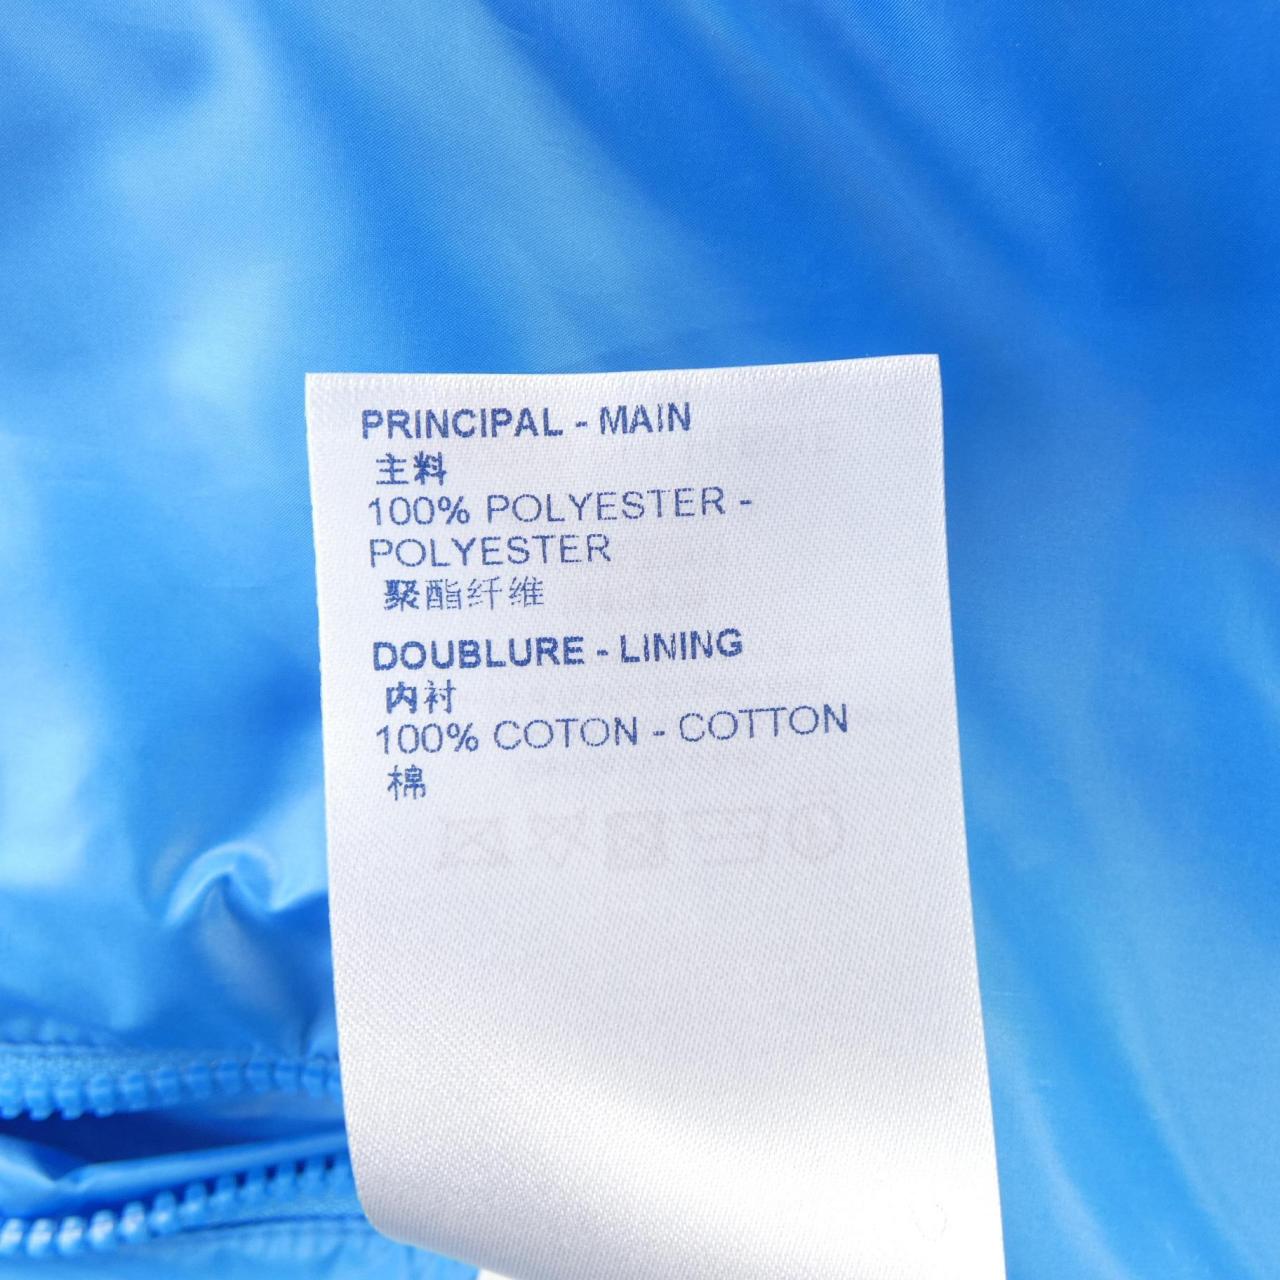 PRINCIPAL - MAIN
主料
100% POLYESTER -
POLYESTER
聚酯纤维
DOUBLURE - LINING
内衬
100% COTON - COTTON
棉